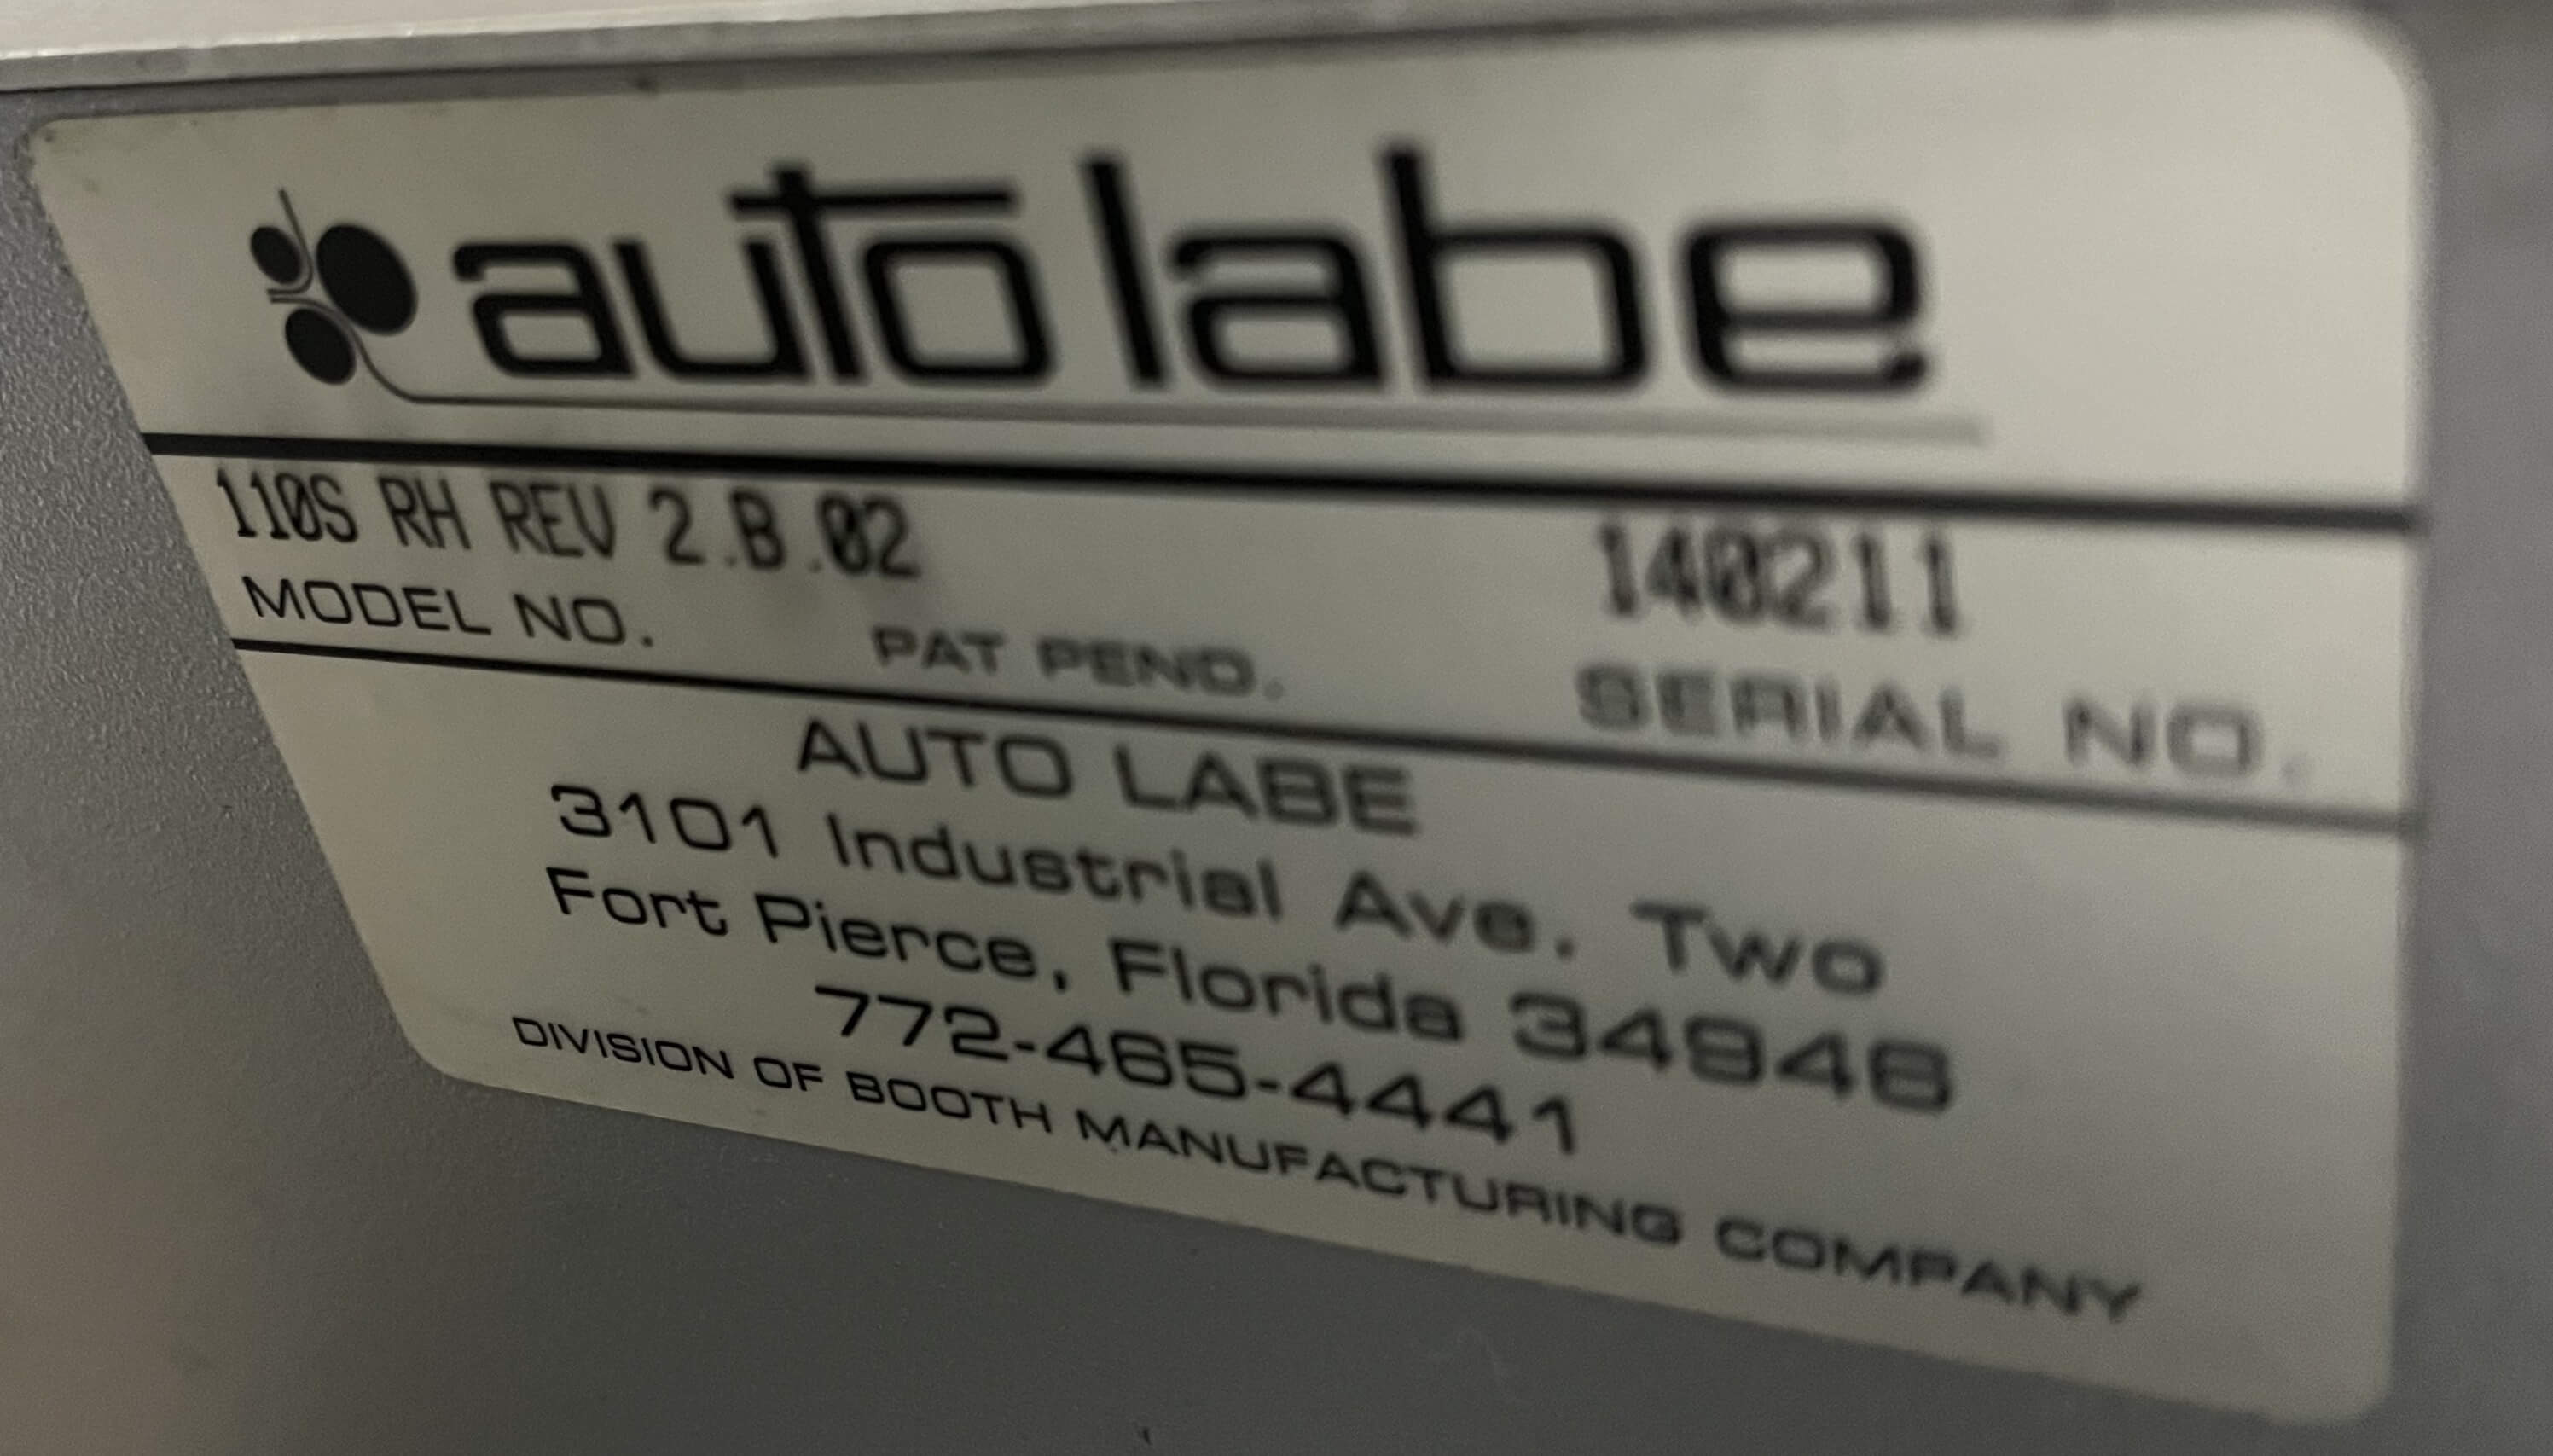 auto labe
110S RH REV 2.B.02 140211
MODEL NO. PAT PEND. SERIAL NO.
AUTO LABE
3101 Industrial Ave. Two
Fort Pierce, Florida 34946
772-465-4441
DIVISION OF BOOTH MANUFACTURING COMPANY